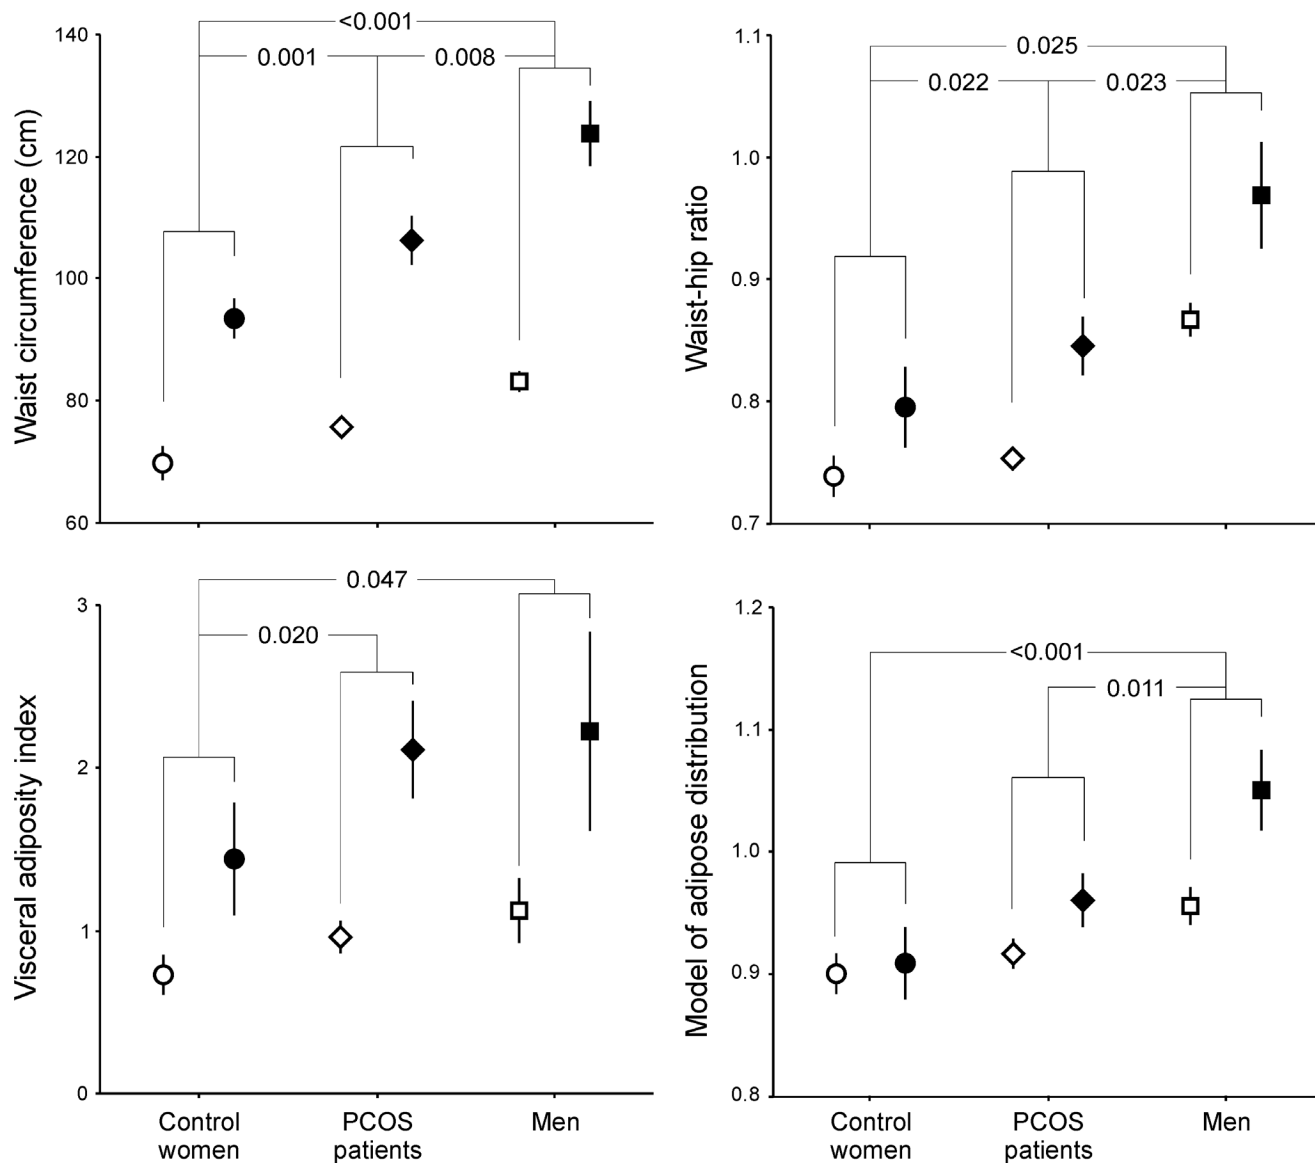 <0.001
0.001
0.008
140
120
100
80
60
Waist circumference (cm)
0.025
0.022
0.023
1.1
1.0
0.9
0.8
0.7
Waist-hip ratio
0.047
0.020
3
2
1
0
Visceral adiposity index
Control
women
PCOS
patients
Men
<0.001
0.011
1.2
1.1
1.0
0.9
0.8
Model of adipose distribution
Control
women
PCOS
patients
Men